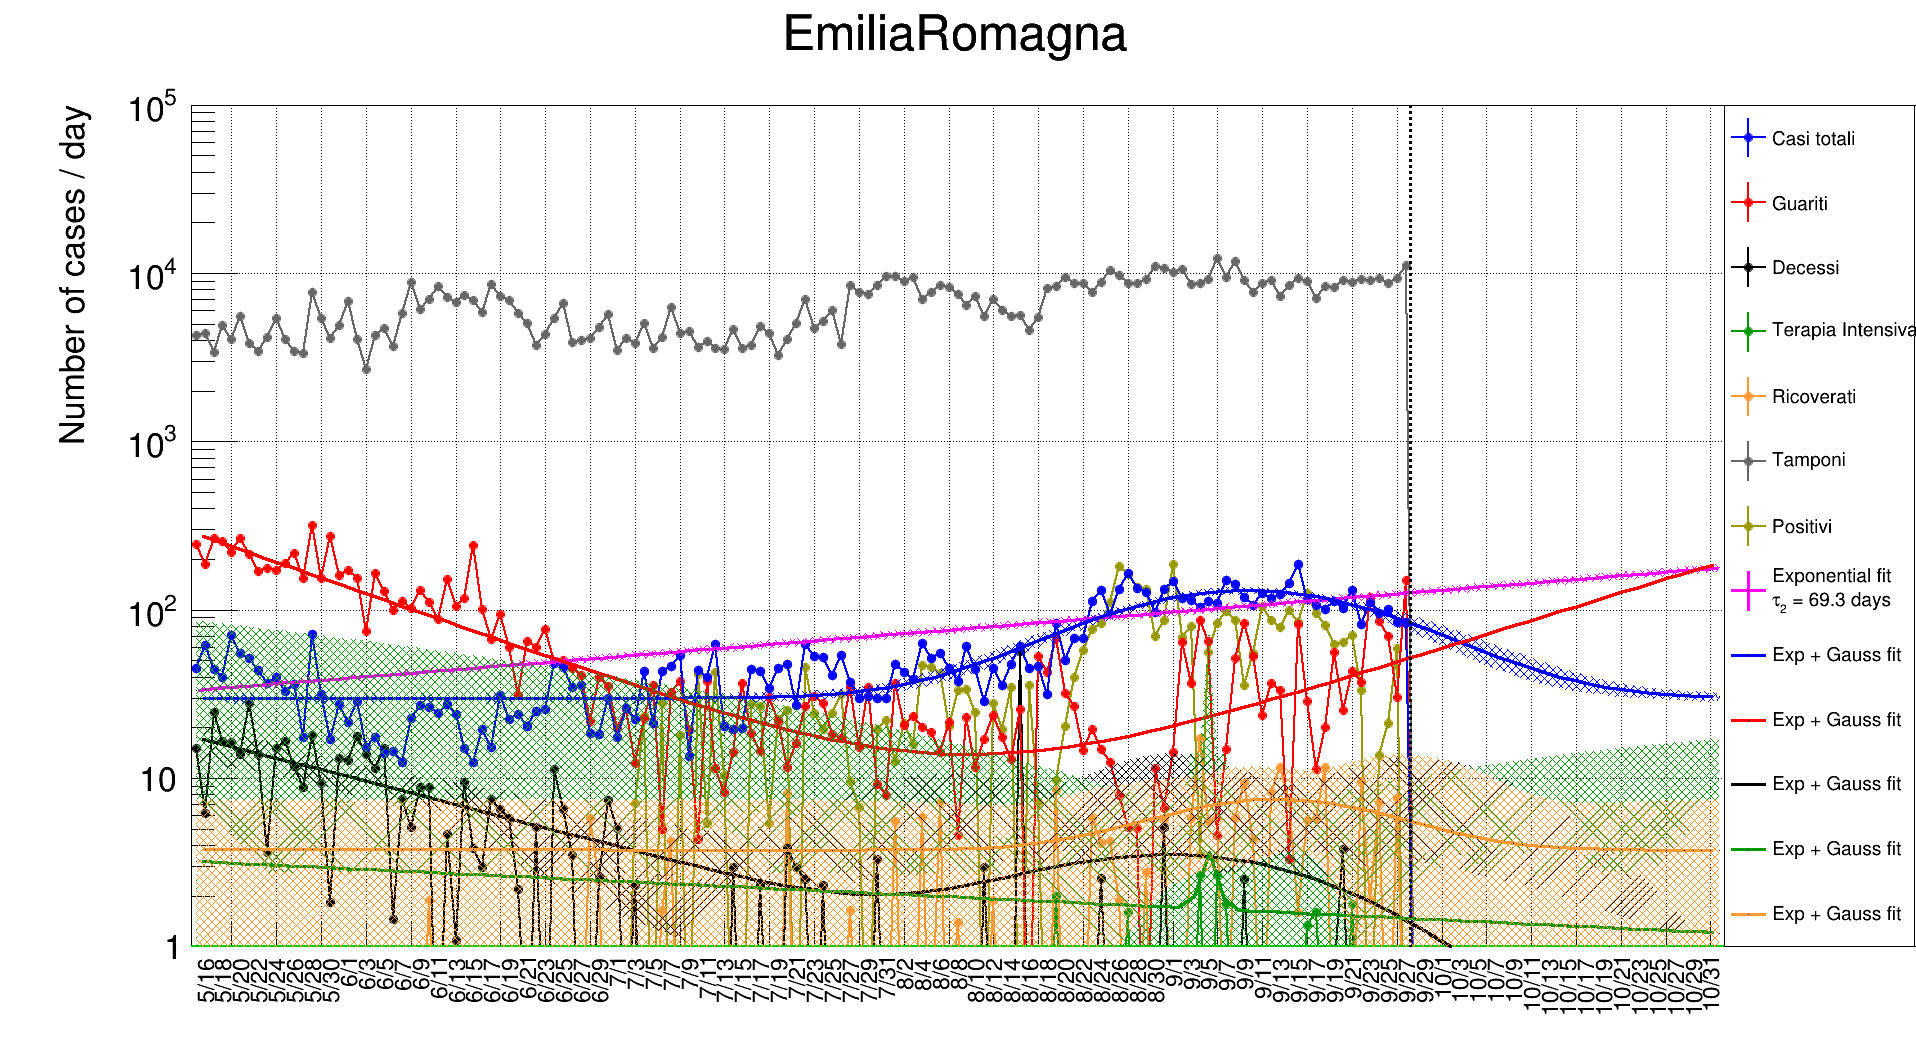 EmiliaRomagna
Number of cases / day
10^5
10^4
10^3
10^2
10
1
5/16 5/18 5/20 5/22 5/24 5/26 5/28 5/30 6/1 6/3 6/5 6/7 6/9 6/11 6/13 6/15 6/17 6/19 6/21 6/23 6/25 6/27 6/29 7/1 7/3 7/5 7/7 7/9 7/11 7/13 7/15 7/17 7/19 7/21 7/23 7/25 7/27 7/29 7/31 8/2 8/4 8/6 8/8 8/10 8/12 8/14 8/16 8/18 8/20 8/22 8/24 8/26 8/28 8/30 9/1 9/3 9/5 9/7 9/9 9/11 9/13 9/15 9/17 9/19 9/21 9/23 9/25 9/27 9/29 10/1 10/3 10/5 10/7 10/9 10/11 10/13 10/15 10/17 10/19 10/21 10/23 10/25 10/27 10/29 10/31
Casi totali
Guariti
Decessi
Terapia Intensiva
Ricoverati
Tamponi
Positivi
Exponential fit
τ₂ = 69.3 days
Exp + Gauss fit
Exp + Gauss fit
Exp + Gauss fit
Exp + Gauss fit
Exp + Gauss fit